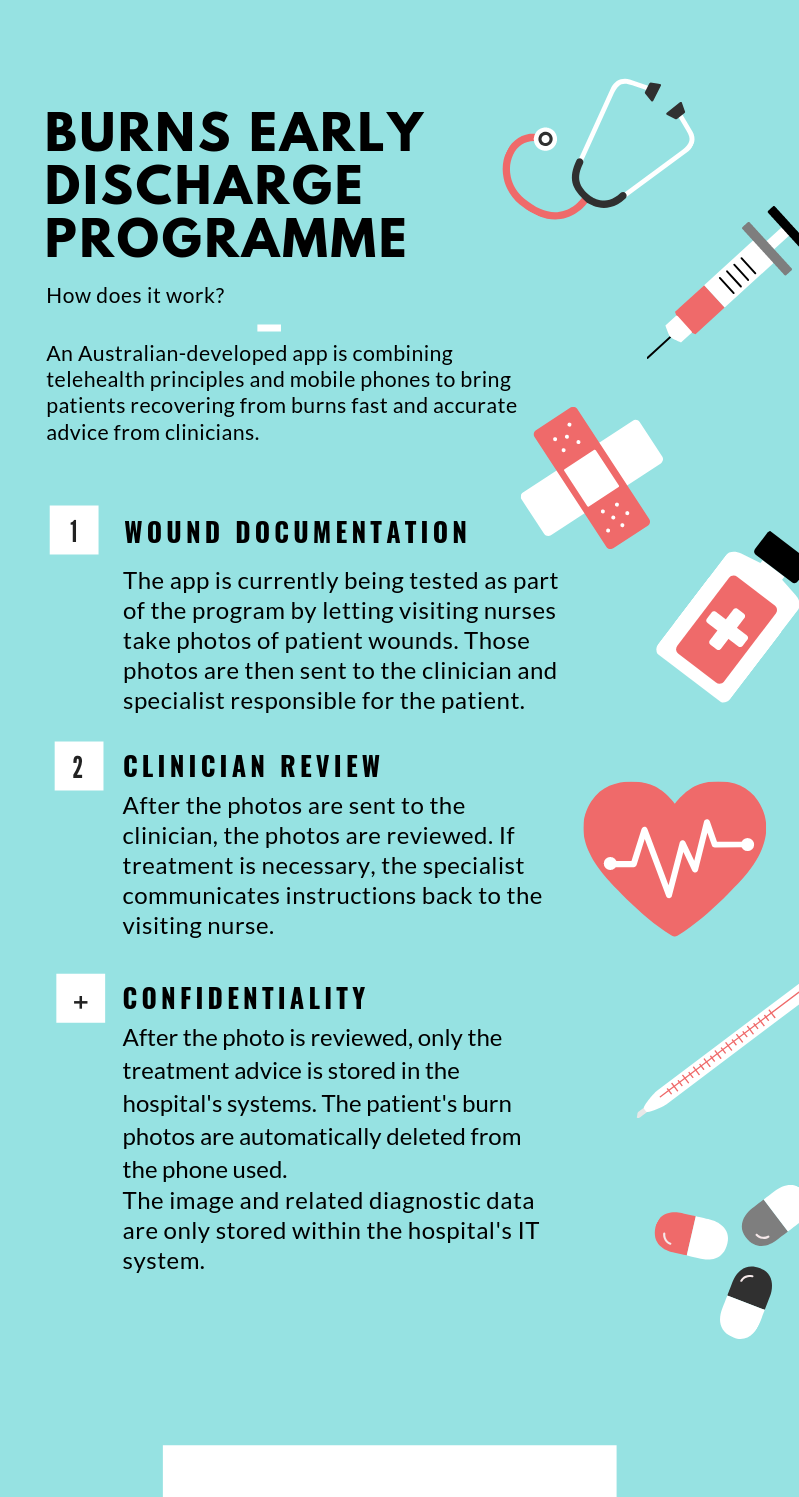 BURNS EARLY
DISCHARGE
PROGRAMME
How does it work?
An Australian-developed app is combining
telehealth principles and mobile phones to bring
patients recovering from burns fast and accurate
advice from clinicians.
1
WOUND DOCUMENTATION
The app is currently being tested as part
of the program by letting visiting nurses
take photos of patient wounds. Those
photos are then sent to the clinician and
specialist responsible for the patient.
2
CLINICIAN REVIEW
After the photos are sent to the
clinician, the photos are reviewed. If
treatment is necessary, the specialist
communicates instructions back to the
visiting nurse.
+
CONFIDENTIALITY
After the photo is reviewed, only the
treatment advice is stored in the
hospital's systems. The patient's burn
photos are automatically deleted from
the phone used.
The image and related diagnostic data
are only stored within the hospital's IT
system.